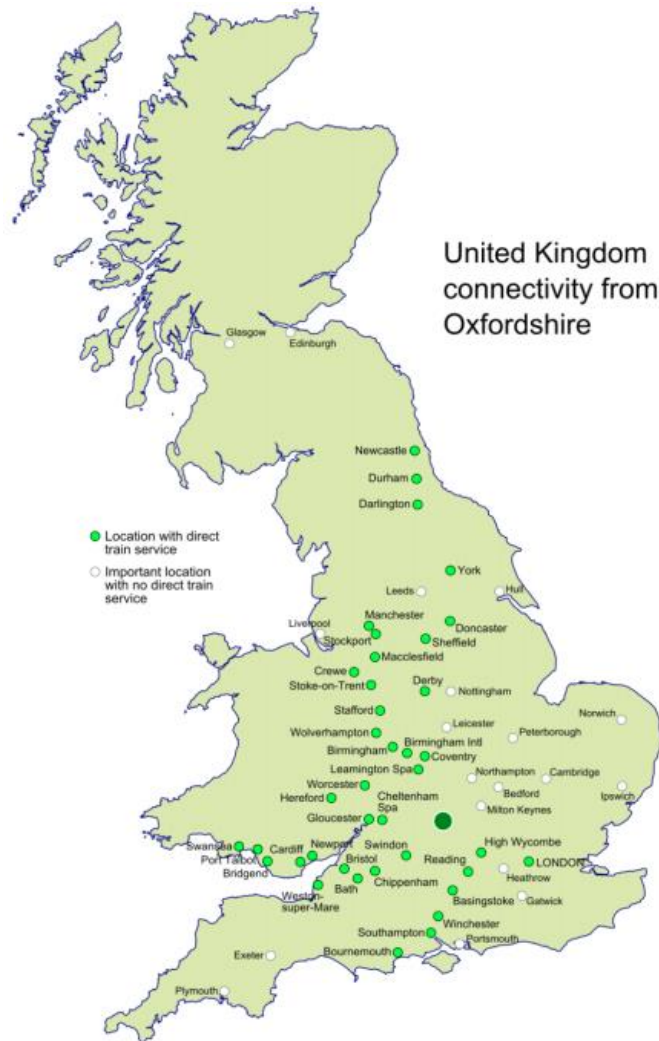 United Kingdom
connectivity from
Oxfordshire
Glasgow
Edinburgh
Newcastle
Durham
Darlington
Location with direct
train service
Important location
with no direct train
service
York
Leeds
Hull
Manchester
Liverpool
Stockport
Doncaster
Sheffield
Macclesfield
Crewe
Derby
Stoke-on-Trent
Nottingham
Stafford
Norwich
Leicester
Wolverhampton
Peterborough
Birmingham
Birmingham Intl
Coventry
Leamington Spa
Northampton
Cambridge
Worcester
Bedford
Ipswich
Hereford
Cheltenham
Spa
Milton Keynes
Gloucester
Swansea
Port Talbot
Bridgend
Cardiff
Newport
Swindon
High Wycombe
Bristol
Reading
LONDON
Heathrow
Bath
Chippenham
Weston-
super-Mare
Basingstoke
Gatwick
Winchester
Southampton
Portsmouth
Exeter
Bournemouth
Plymouth